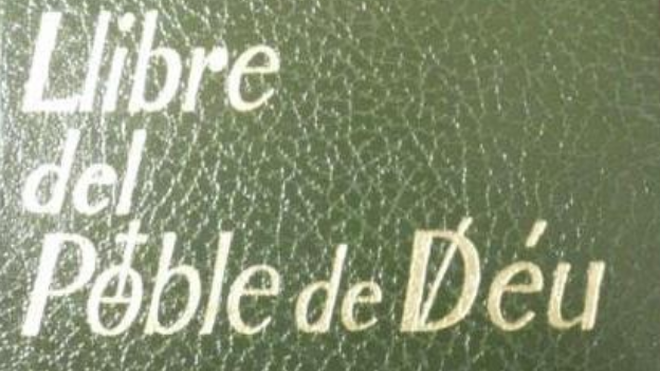 Llibre
del
Poble de Déu